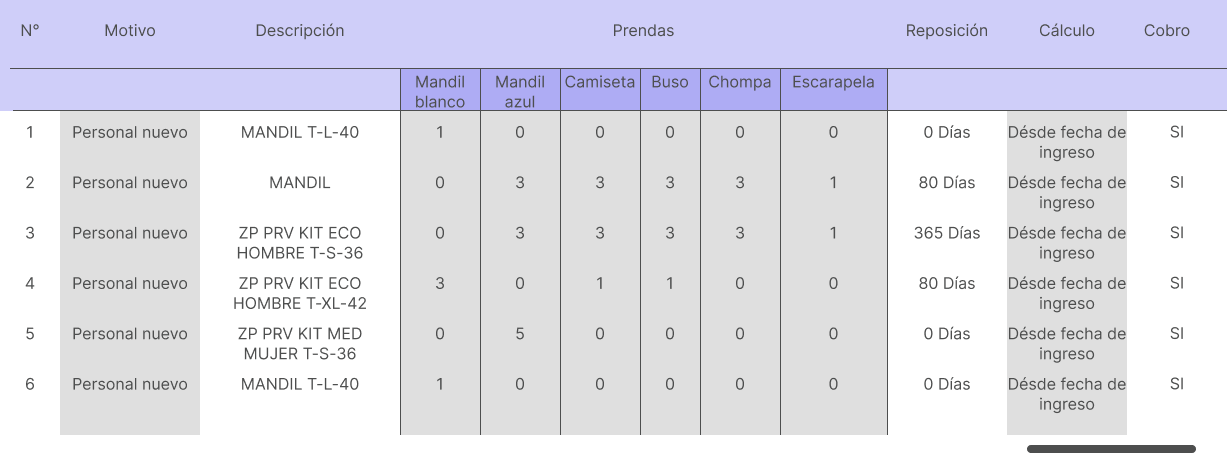 N° Motivo Descripción Prendas Reposición Cálculo Cobro
Mandil Mandil Camiseta Buso Chompa Escarapela
blanco azul
1 Personal nuevo MANDIL T-L-40 1 0 0 0 0 0 0 Días Désde fecha de SI
ingreso
2 Personal nuevo MANDIL 0 3 3 3 3 1 80 Días Désde fecha de SI
ingreso
3 Personal nuevo ZP PRV KIT ECO 0 3 3 3 3 1 365 Días Désde fecha de SI
HOMBRE T-S-36 ingreso
4 Personal nuevo ZP PRV KIT ECO 3 0 1 1 0 0 80 Días Désde fecha de SI
HOMBRE T-XL-42 ingreso
5 Personal nuevo ZP PRV KIT MED 0 5 0 0 0 0 0 Días Désde fecha de SI
MUJER T-S-36 ingreso
6 Personal nuevo MANDIL T-L-40 1 0 0 0 0 0 0 Días Désde fecha de SI
ingreso